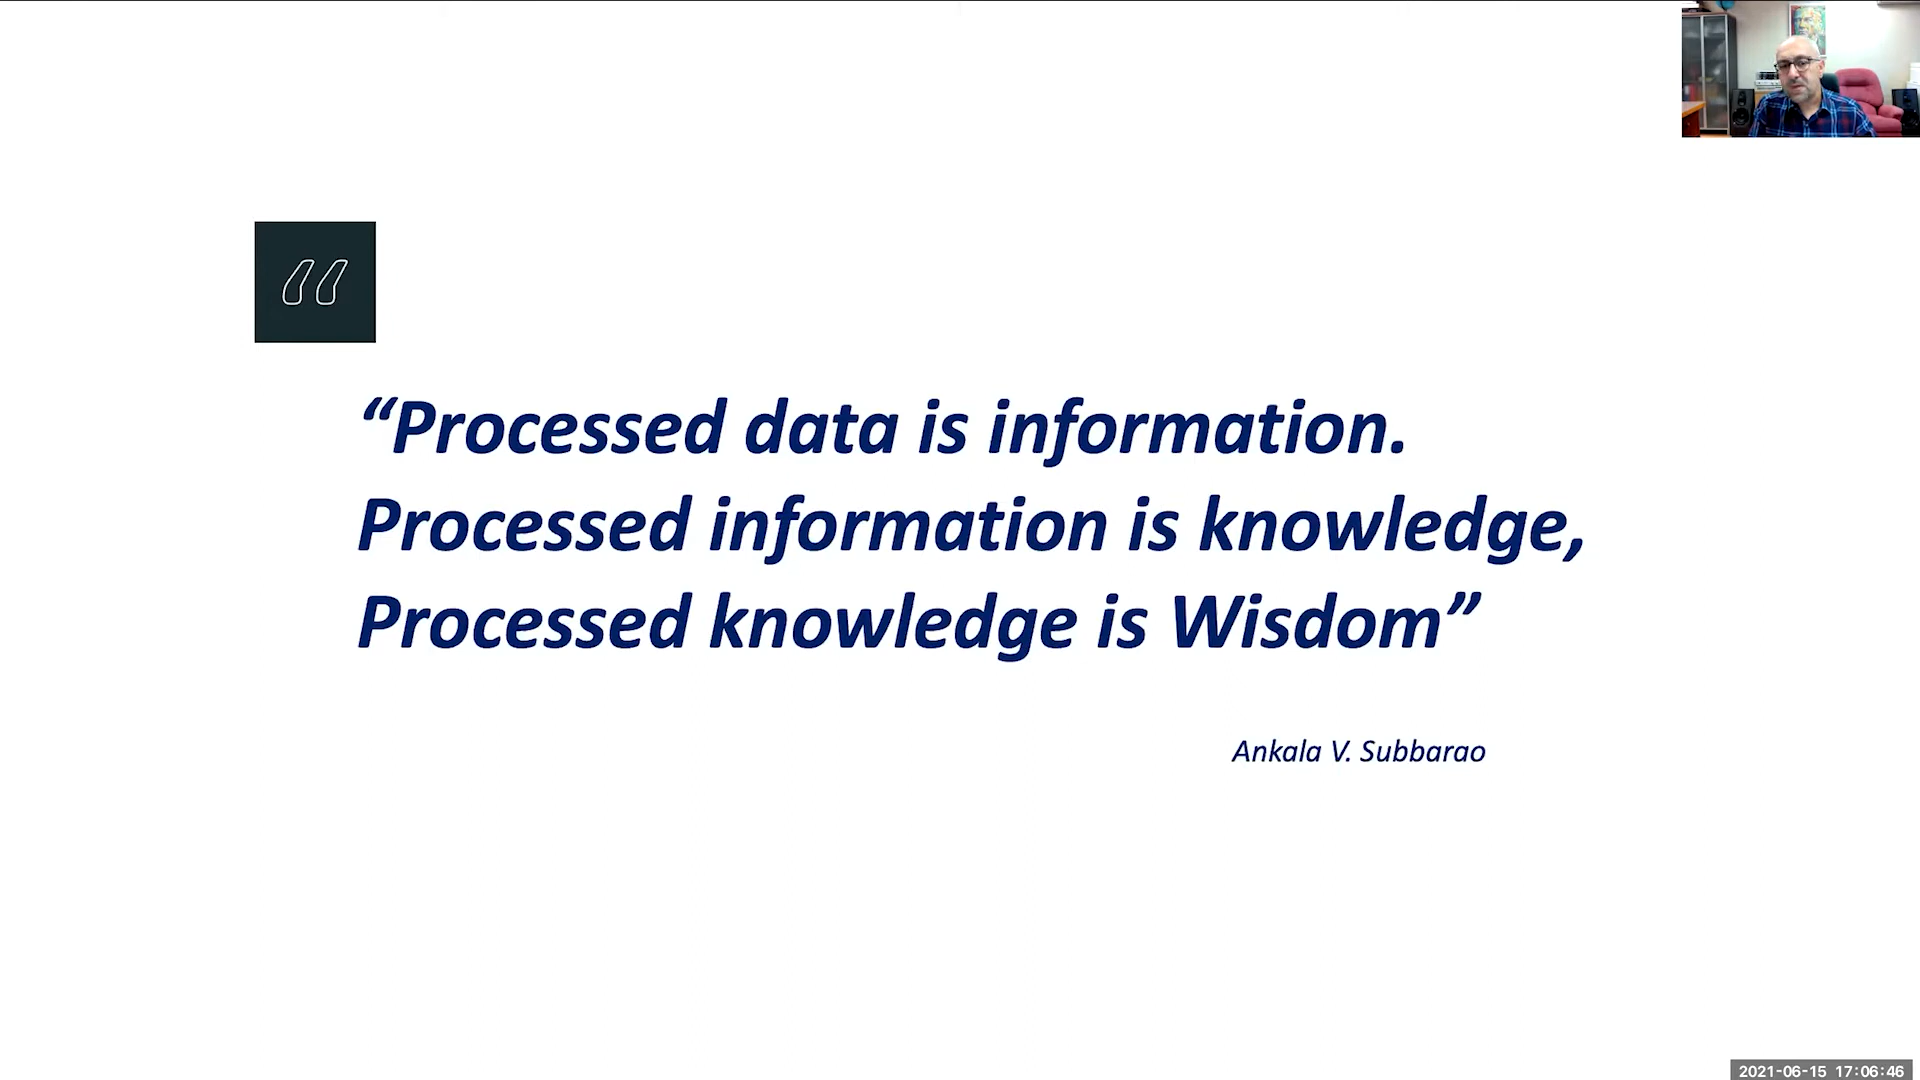 “Processed data is information.
Processed information is knowledge,
Processed knowledge is Wisdom”
Ankala V. Subbarao
2021-06-15 17:06:46